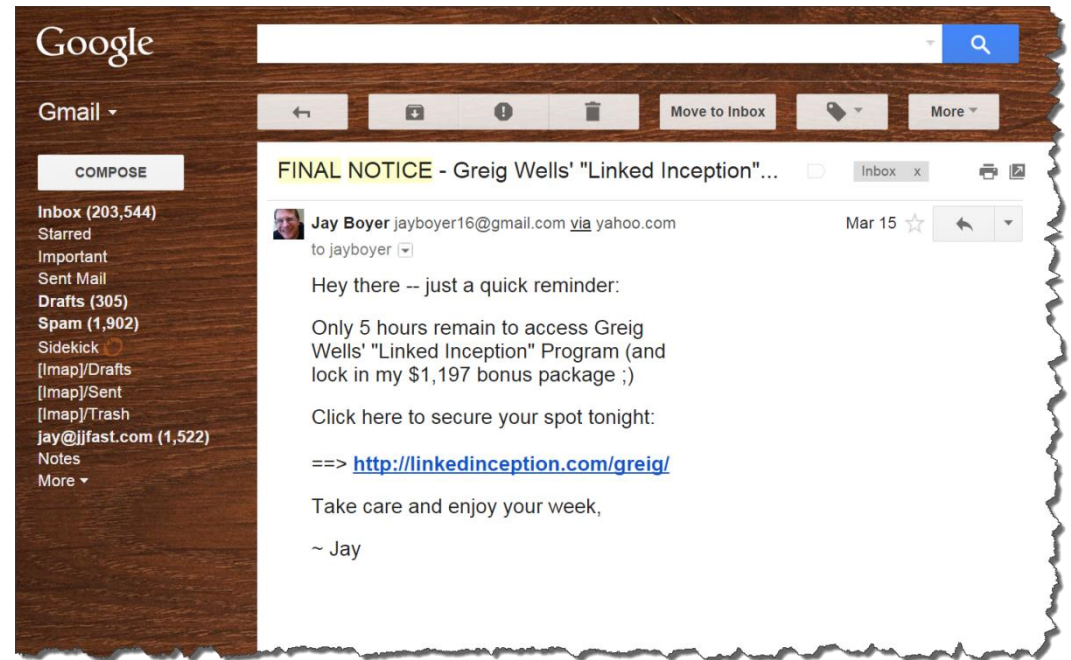 Google
Gmail
Move to Inbox
More
COMPOSE
Inbox (203,544)
Starred
Important
Sent Mail
Drafts (305)
Spam (1,902)
Sidekick
[Imap]/Drafts
[Imap]/Sent
[Imap]/Trash
jay@jjfast.com (1,522)
Notes
More
FINAL NOTICE - Greig Wells' "Linked Inception"...
Inbox x
Jay Boyer jayboyer16@gmail.com via yahoo.com
Mar 15
to jayboyer
Hey there -- just a quick reminder:
Only 5 hours remain to access Greig
Wells' "Linked Inception" Program (and
lock in my $1,197 bonus package ;)
Click here to secure your spot tonight:
==> http://linkedinception.com/greig/
Take care and enjoy your week,
~ Jay